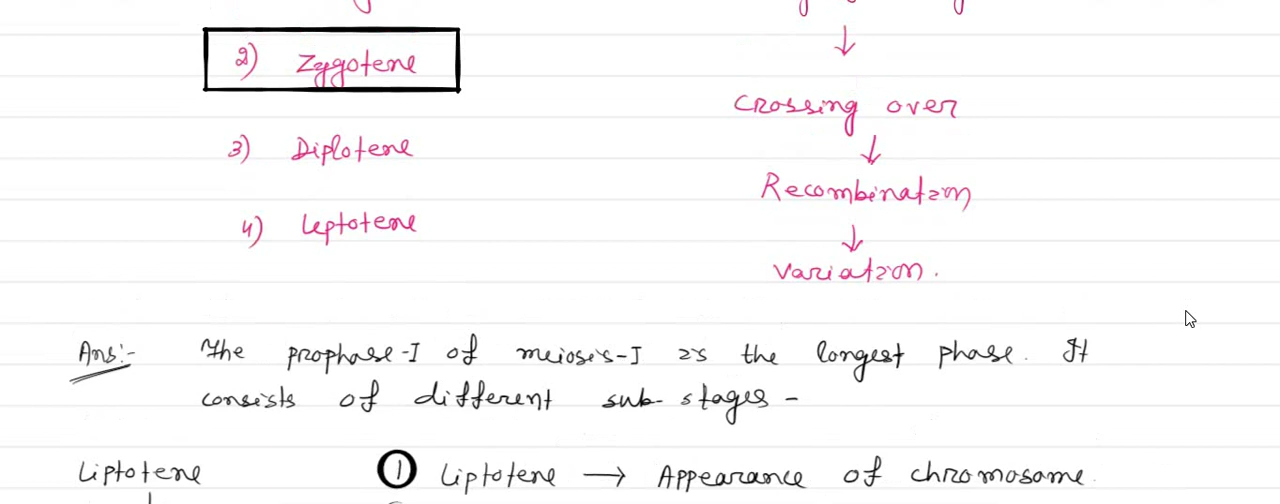 2) Zygotene
crossing over
3) Diplotene
Recombination
4) Leptotene
variation.
Ans:- The prophase-I of meiosis-I is the longest phase. It
consists of different sub-stages -
Liptotene
① Liptotene → Appearance of chromosome